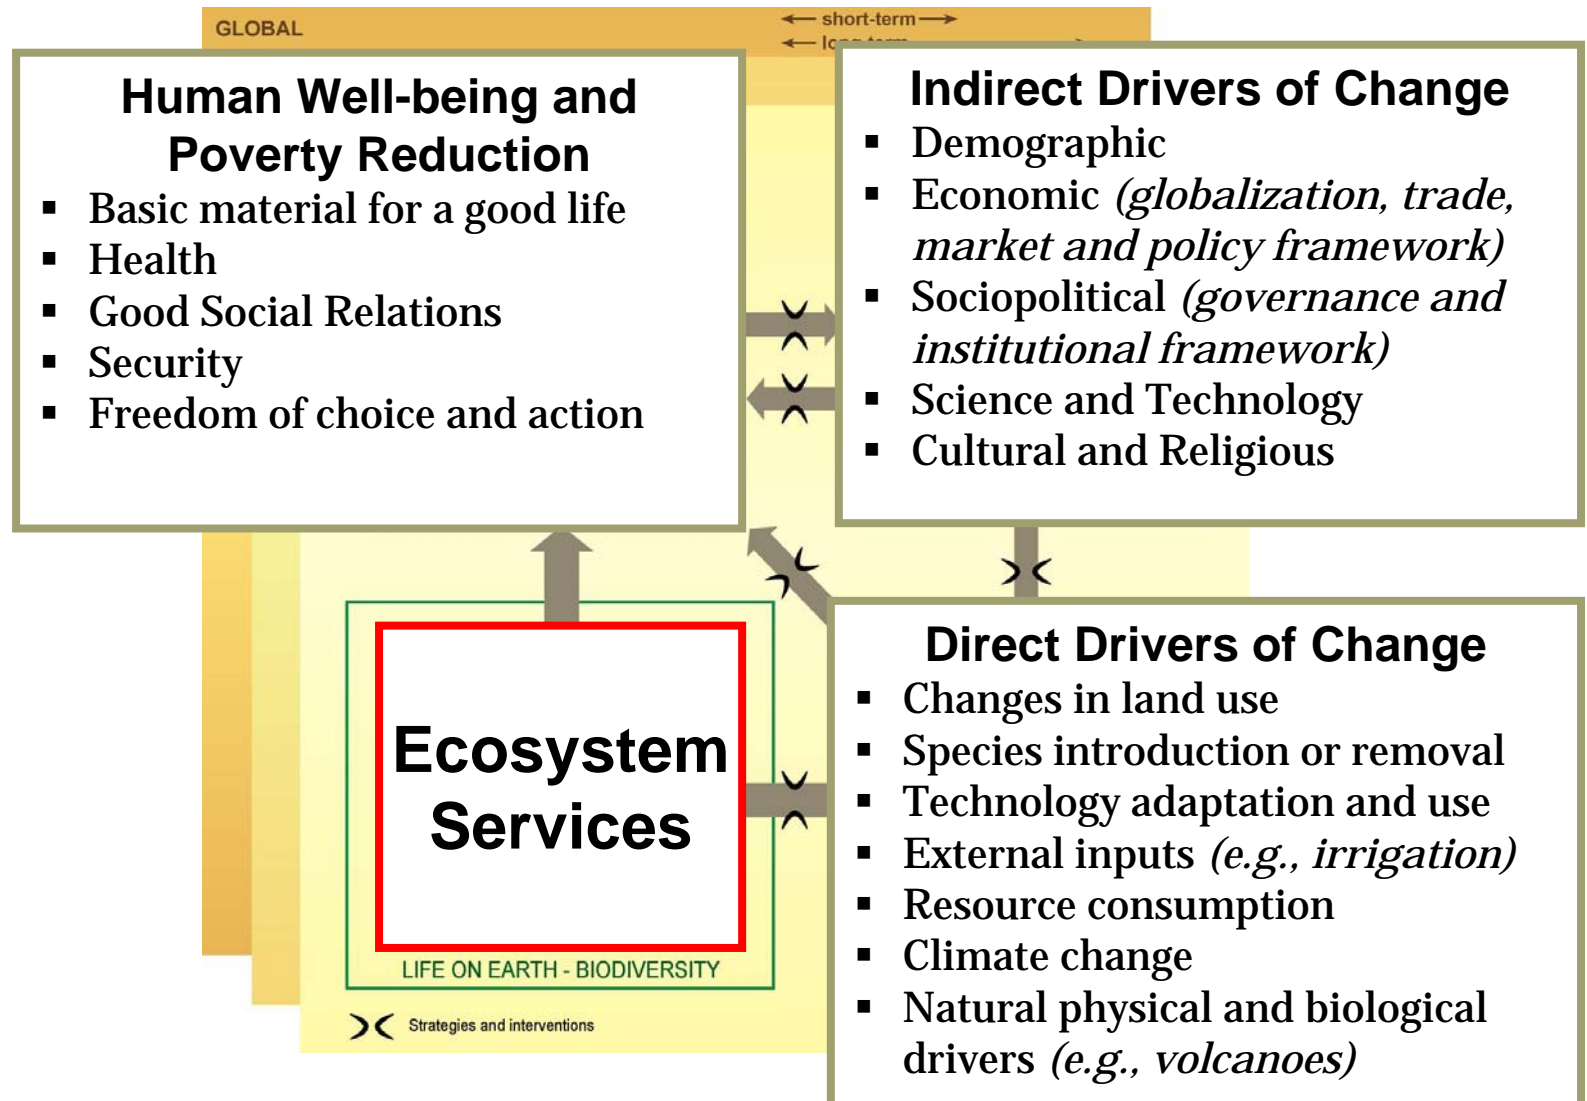 GLOBAL
short-term
Human Well-being and
Poverty Reduction
▪ Basic material for a good life
▪ Health
▪ Good Social Relations
▪ Security
▪ Freedom of choice and action
Indirect Drivers of Change
▪ Demographic
▪ Economic (globalization, trade,
market and policy framework)
▪ Sociopolitical (governance and
institutional framework)
▪ Science and Technology
▪ Cultural and Religious
Ecosystem
Services
LIFE ON EARTH - BIODIVERSITY
Strategies and interventions
Direct Drivers of Change
▪ Changes in land use
▪ Species introduction or removal
▪ Technology adaptation and use
▪ External inputs (e.g., irrigation)
▪ Resource consumption
▪ Climate change
▪ Natural physical and biological
drivers (e.g., volcanoes)